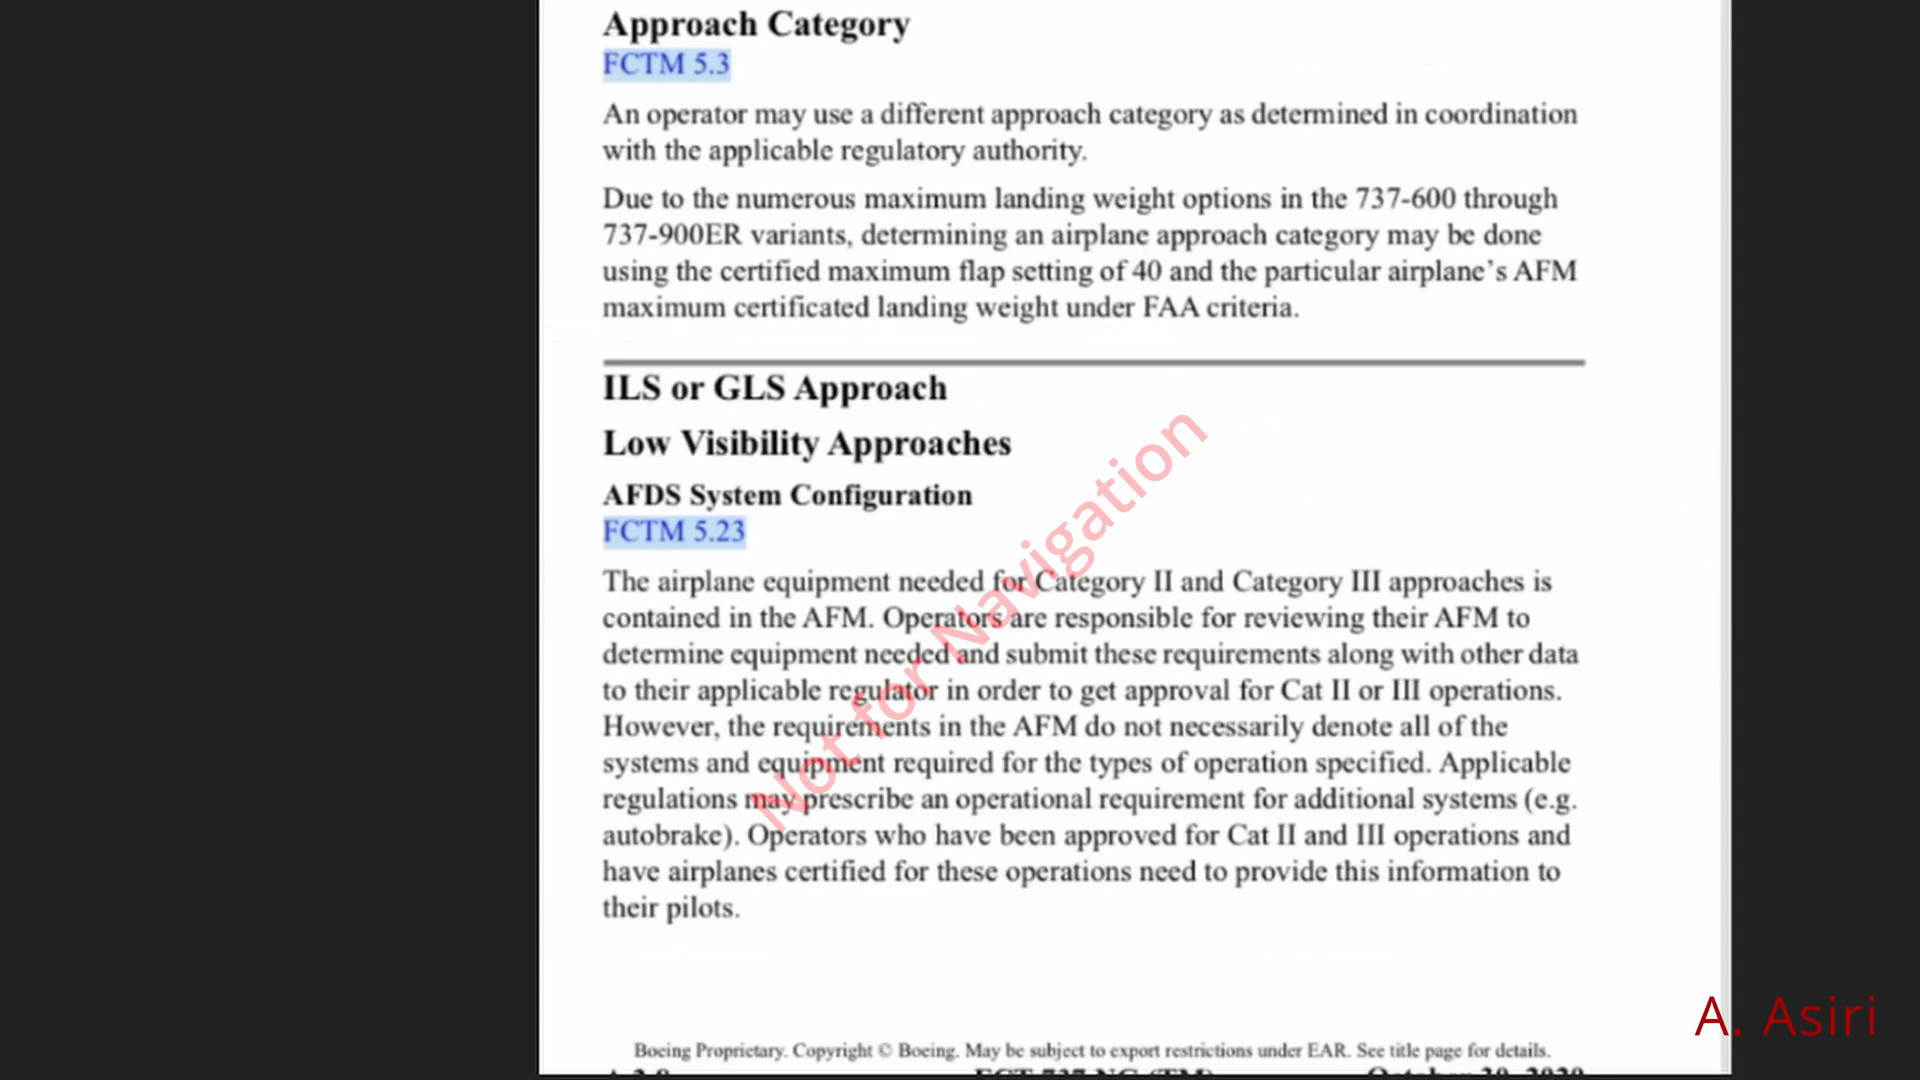 Approach Category
FCTM 5.3
An operator may use a different approach category as determined in coordination
with the applicable regulatory authority.
Due to the numerous maximum landing weight options in the 737-600 through
737-900ER variants, determining an airplane approach category may be done
using the certified maximum flap setting of 40 and the particular airplane’s AFM
maximum certificated landing weight under FAA criteria.
ILS or GLS Approach
Low Visibility Approaches
AFDS System Configuration
FCTM 5.23
The airplane equipment needed for Category II and Category III approaches is
contained in the AFM. Operators are responsible for reviewing their AFM to
determine equipment needed and submit these requirements along with other data
to their applicable regulator in order to get approval for Cat II or III operations.
However, the requirements in the AFM do not necessarily denote all of the
systems and equipment required for the types of operation specified. Applicable
regulations may prescribe an operational requirement for additional systems (e.g.
autobrake). Operators who have been approved for Cat II and III operations and
have airplanes certified for these operations need to provide this information to
their pilots.
Not for Navigation
A. Asiri
Boeing Proprietary. Copyright © Boeing. May be subject to export restrictions under EAR. See title page for details.
FCT 737 NG (TM)